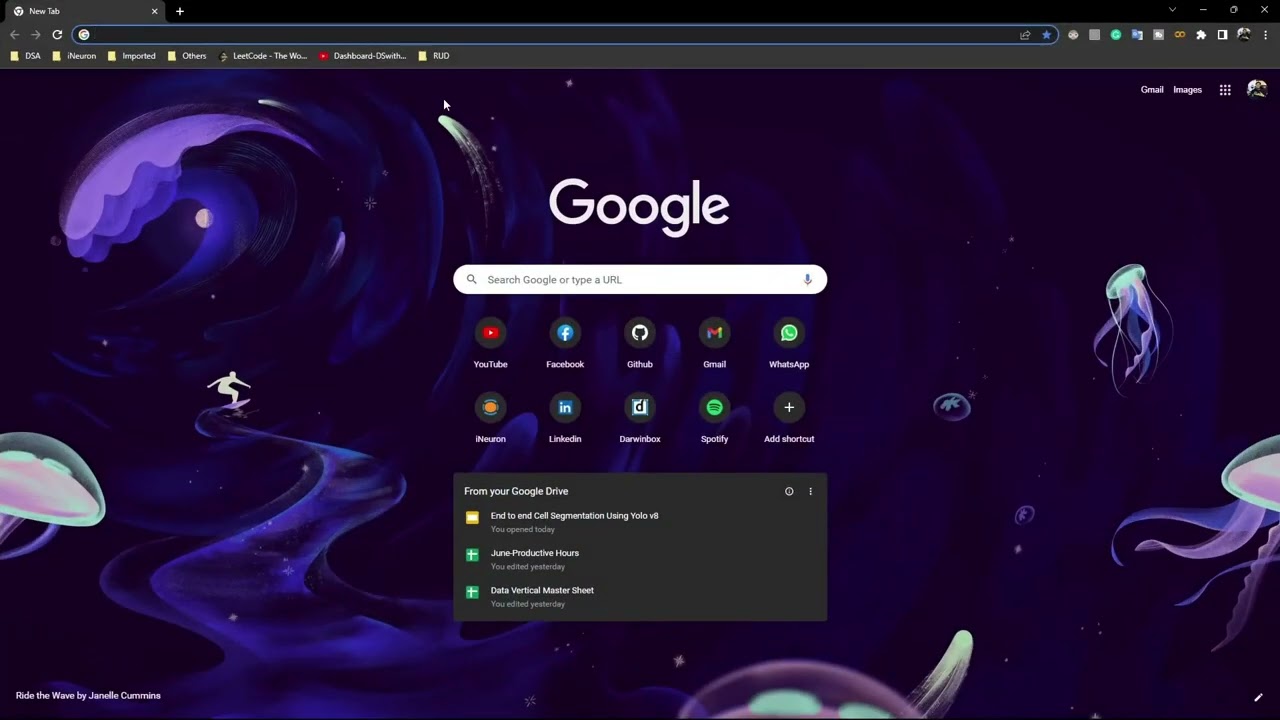 New Tab
DSA
iNeuron
Imported
Others
LeetCode - The Wo...
Dashboard-DSwith...
RUD
Gmail
Images
Google
Search Google or type a URL
YouTube
Facebook
Github
Gmail
WhatsApp
iNeuron
Linkedin
Darwinbox
Spotify
Add shortcut
From your Google Drive
End to end Cell Segmentation Using Yolo v8
You opened today
June-Productive Hours
You edited yesterday
Data Vertical Master Sheet
You edited yesterday
Ride the Wave by Janelle Cummins